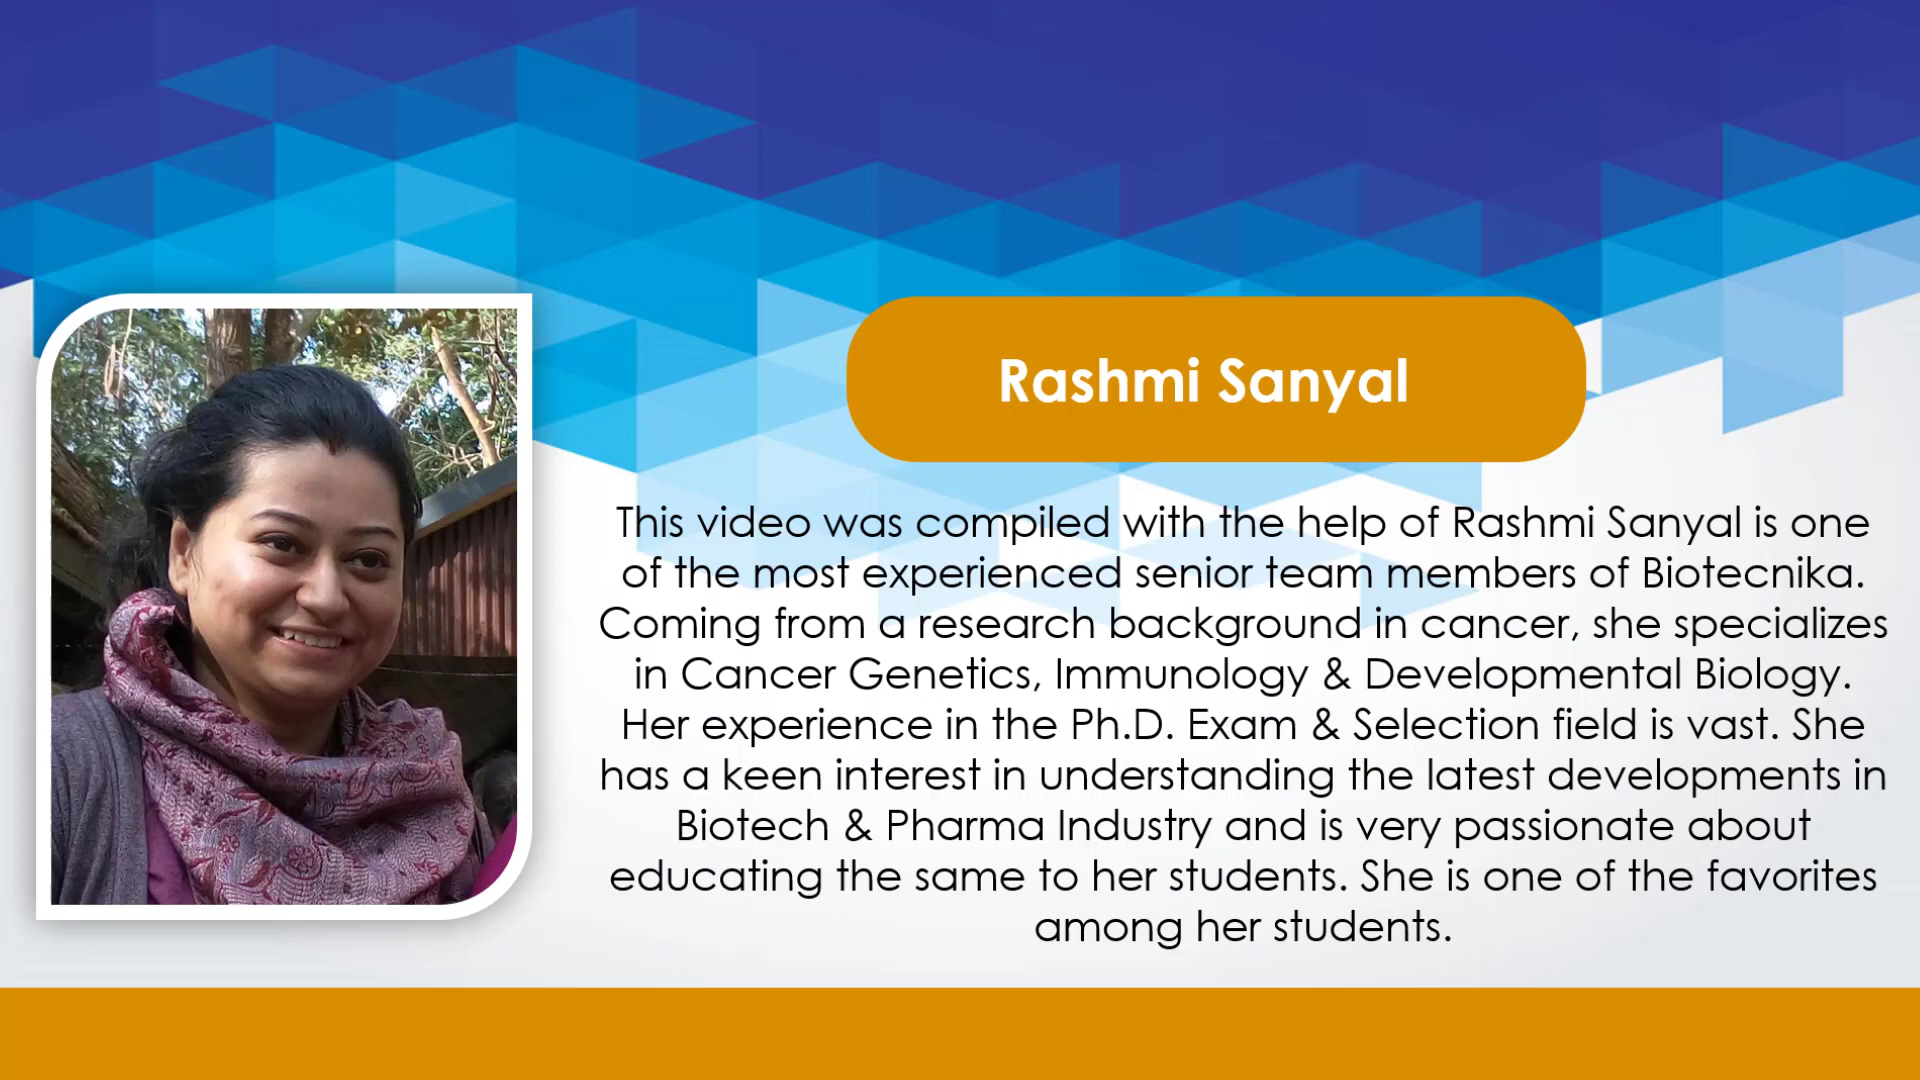 Rashmi Sanyal
This video was compiled with the help of Rashmi Sanyal is one
of the most experienced senior team members of Biotecnika.
Coming from a research background in cancer, she specializes
in Cancer Genetics, Immunology & Developmental Biology.
Her experience in the Ph.D. Exam & Selection field is vast. She
has a keen interest in understanding the latest developments in
Biotech & Pharma Industry and is very passionate about
educating the same to her students. She is one of the favorites
among her students.